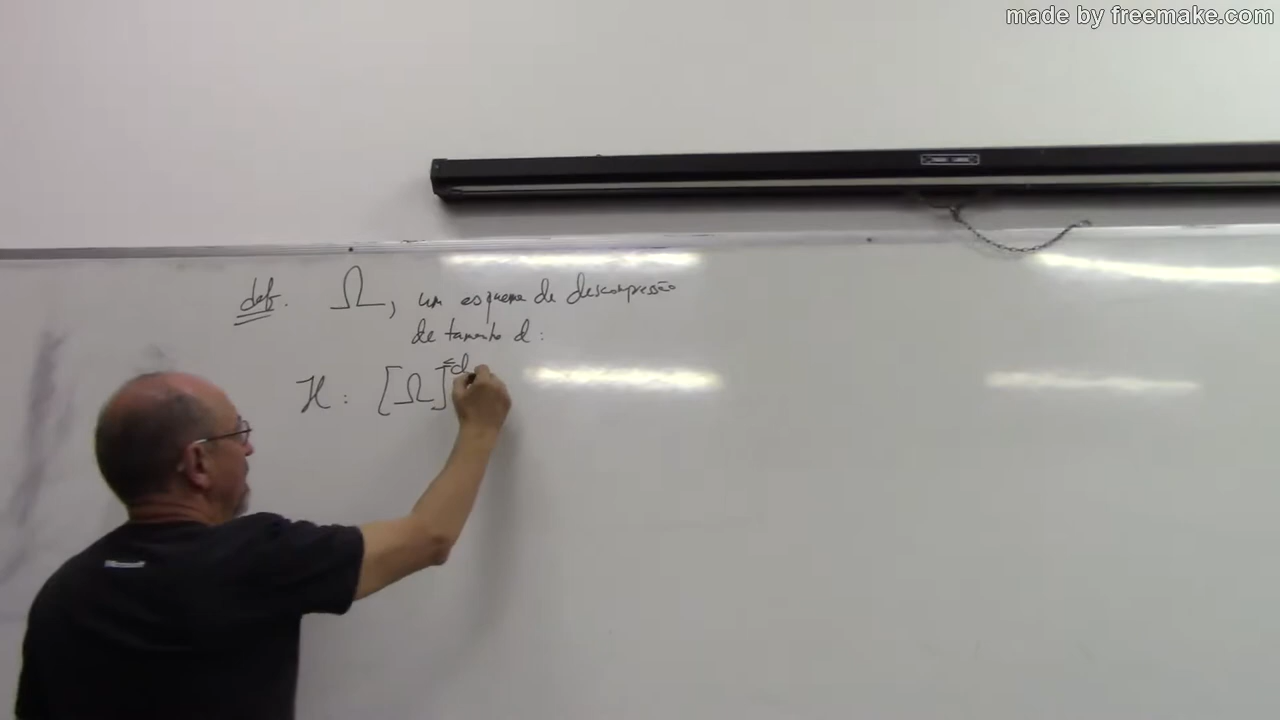 made by freemake.com
def. Ω, um esquema de descompressão
de tamanho d:
ℋ : [Ω]^{≤d}